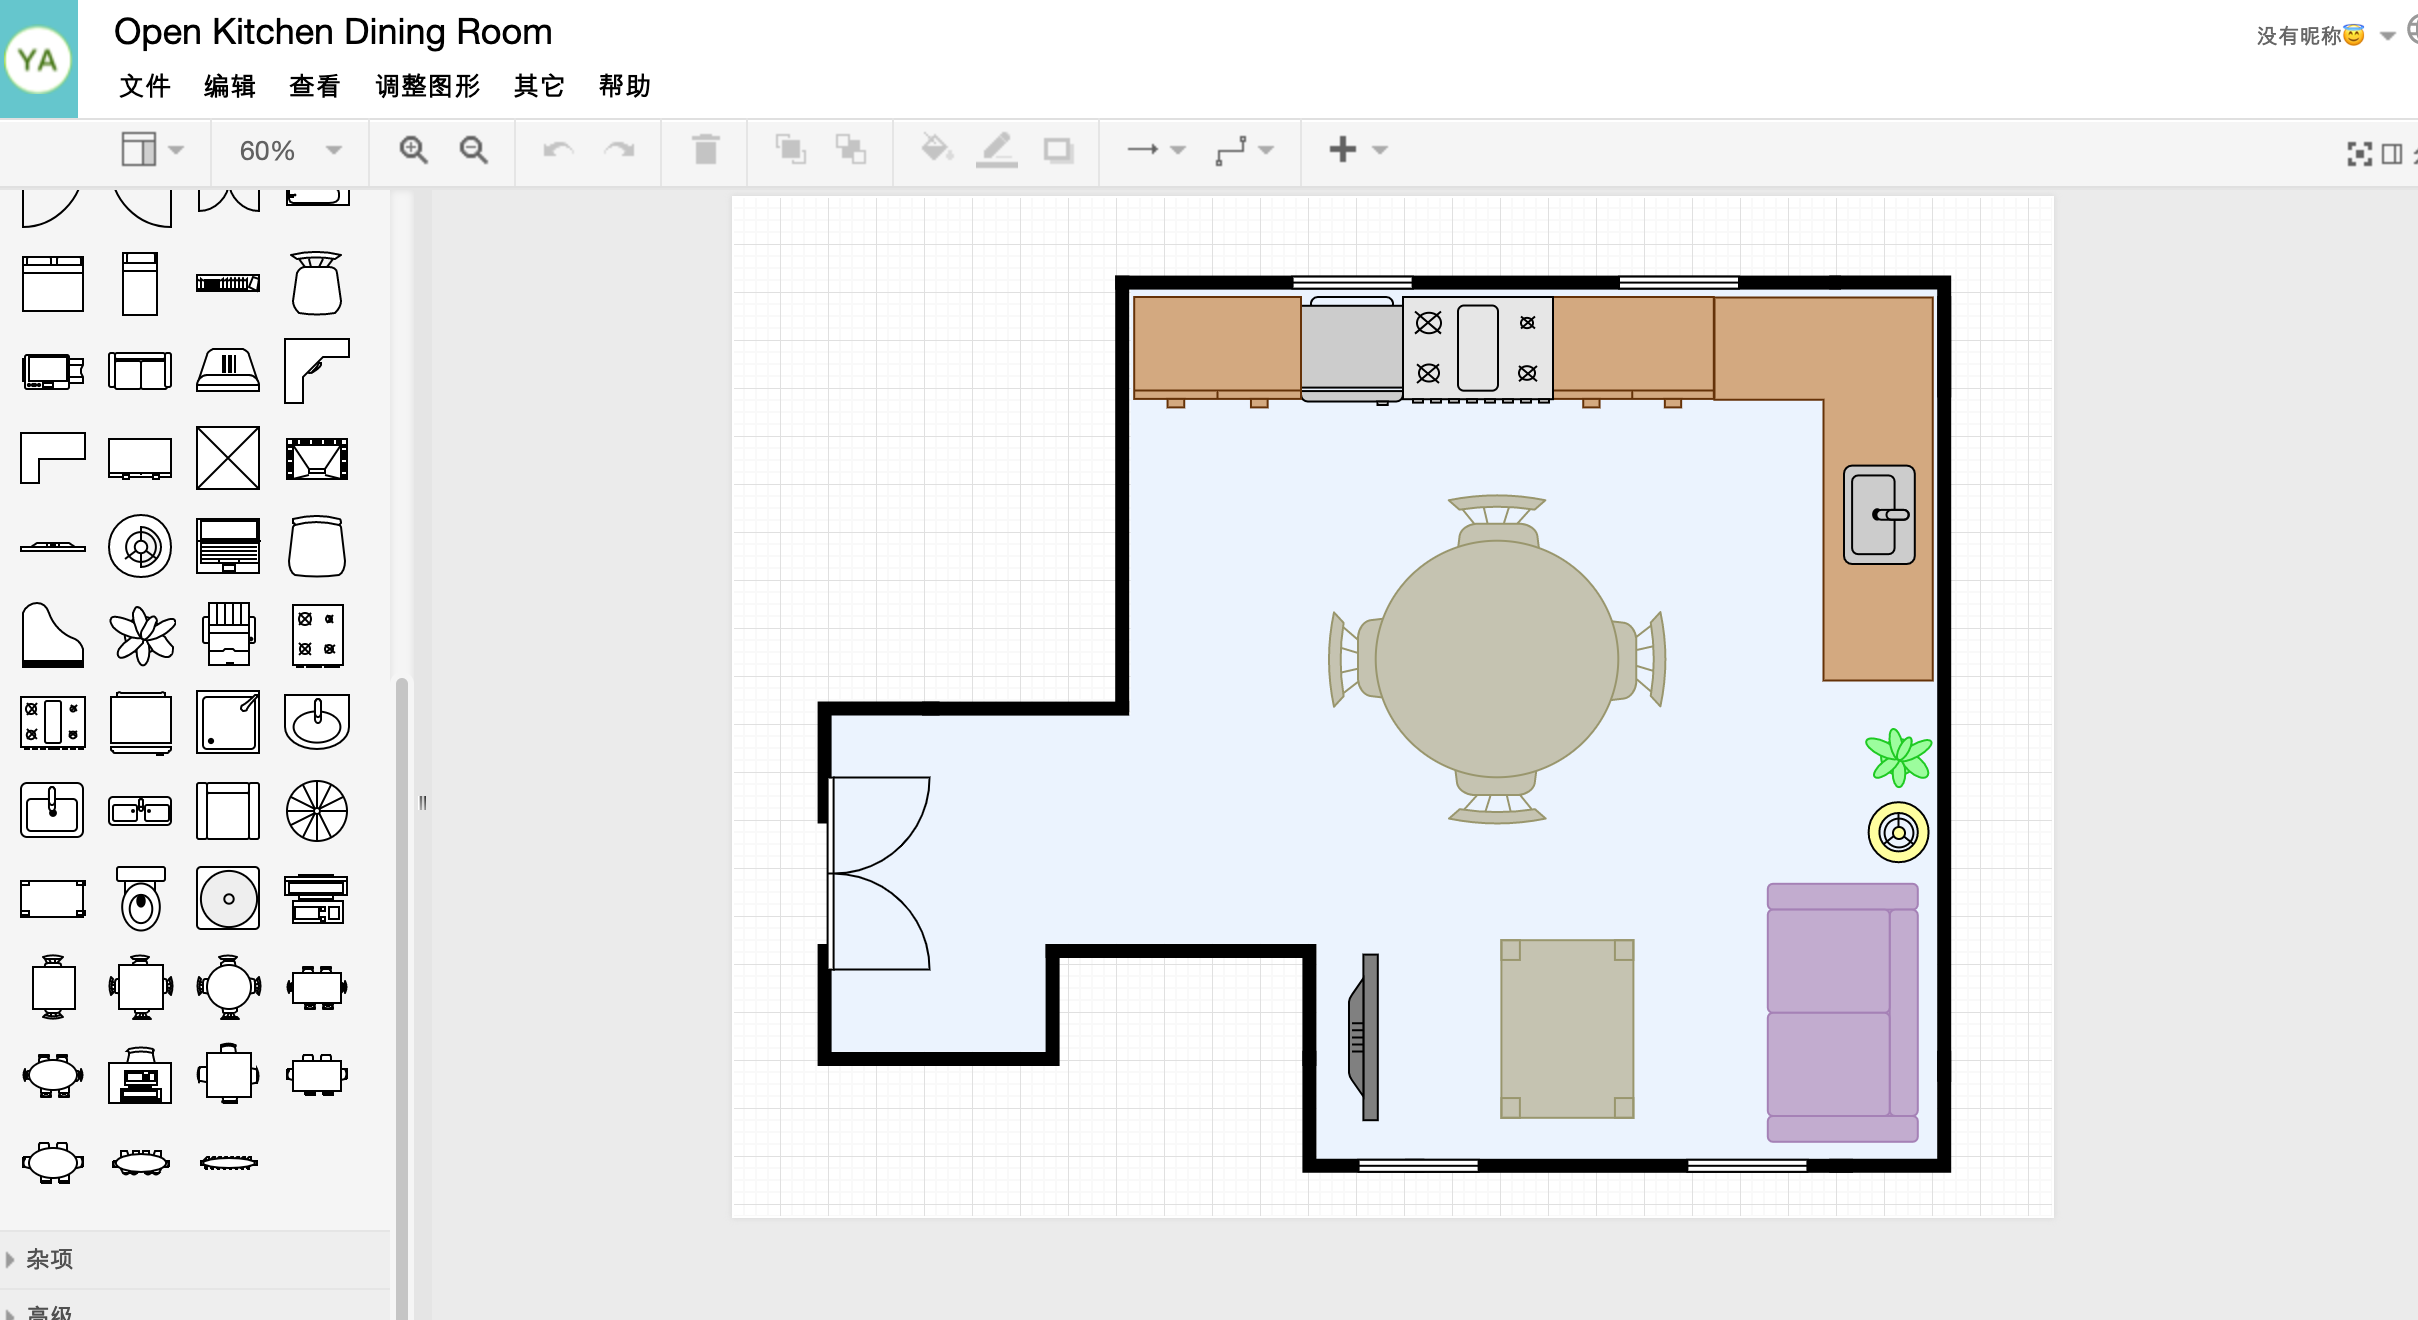 YA
Open Kitchen Dining Room
没有昵称😇
文件 编辑 查看 调整图形 其它 帮助
60%
杂项
高级